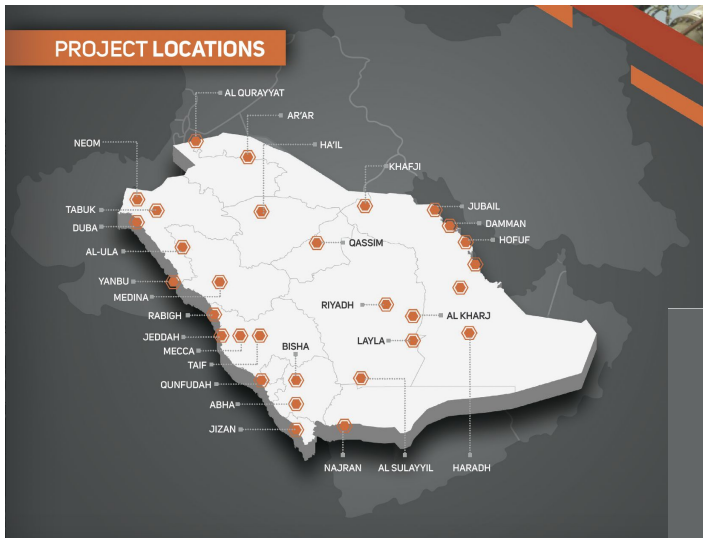 PROJECT LOCATIONS
AL QURAYYAT
AR'AR
HA'IL
NEOM
KHAFJI
TABUK
JUBAIL
DUBA
DAMMAN
HOFUF
QASSIM
AL-ULA
YANBU
MEDINA
RIYADH
RABIGH
AL KHARJ
JEDDAH
LAYLA
MECCA
BISHA
TAIF
QUNFUDAH
ABHA
JIZAN
NAJRAN
AL SULAYYIL
HARADH